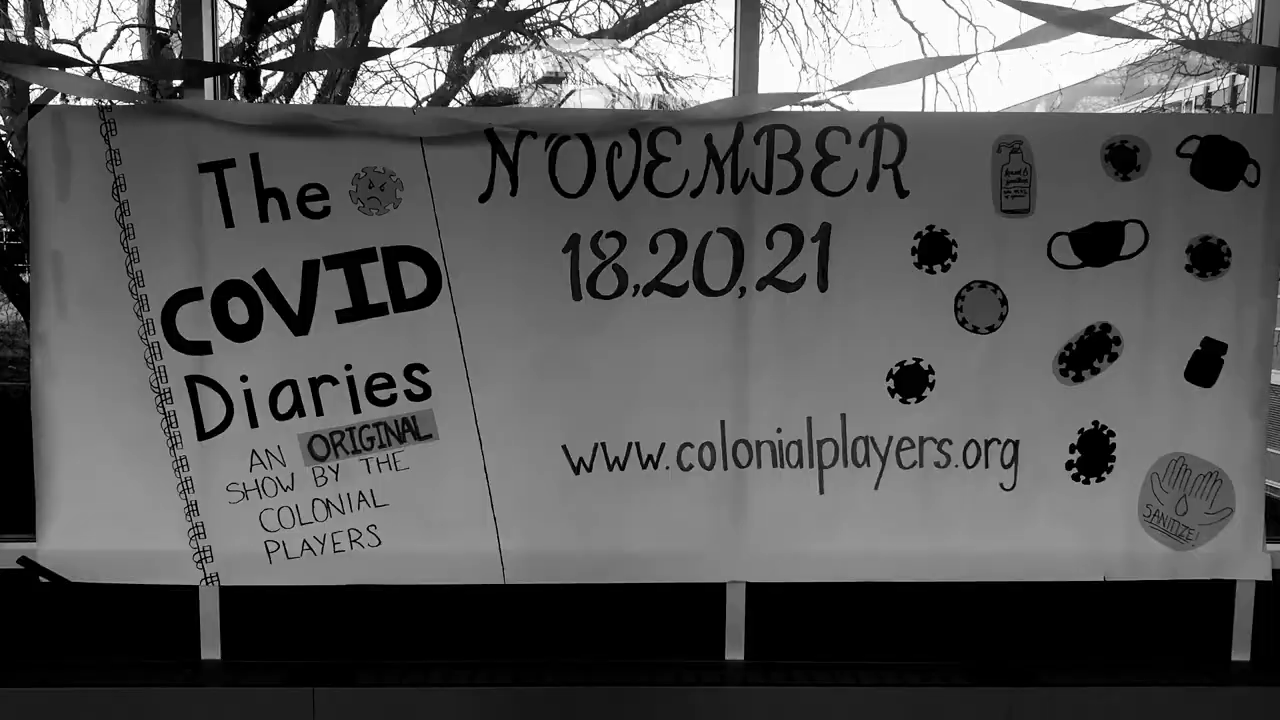 The
COVID
Diaries
AN ORIGINAL
SHOW BY THE
COLONIAL
PLAYERS
NOVEMBER
18,20,21
www.colonialplayers.org
SANITIZE!